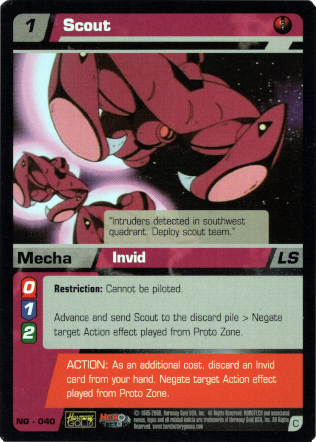 1 Scout
"Intruders detected in southwest
quadrant. Deploy scout team."
Mecha Invid LS
0
1
2
Restriction: Cannot be piloted.
Advance and send Scout to the discard pile > Negate
target Action effect played from Proto Zone.
ACTION: As an additional cost, discard an Invid
card from your hand. Negate target Action effect
played from Proto Zone.
NG - 040
Harmony
GOLD
C